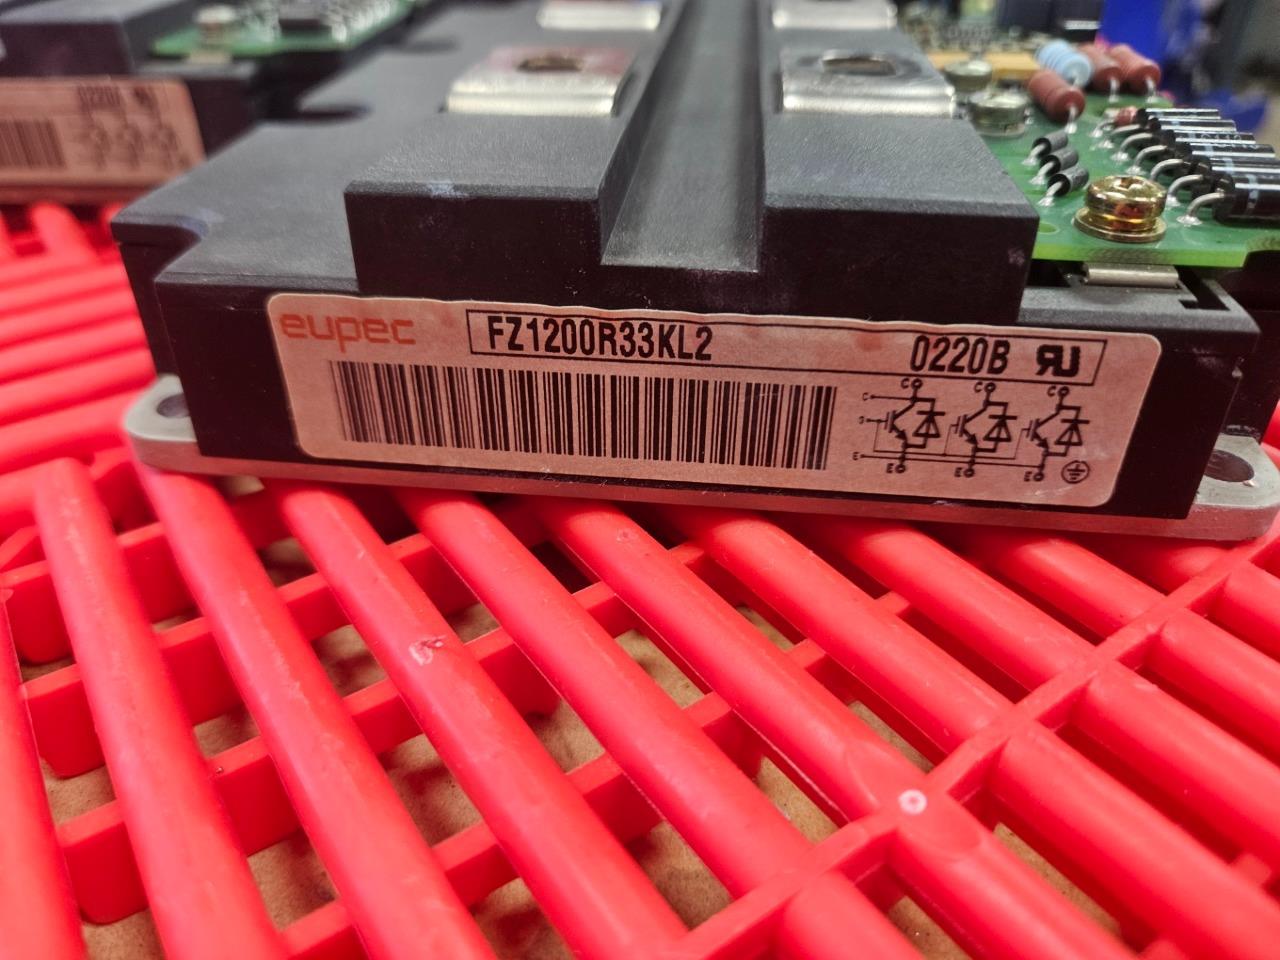 eupec
FZ1200R33KL2 0220B
C C C
C
E
E E E